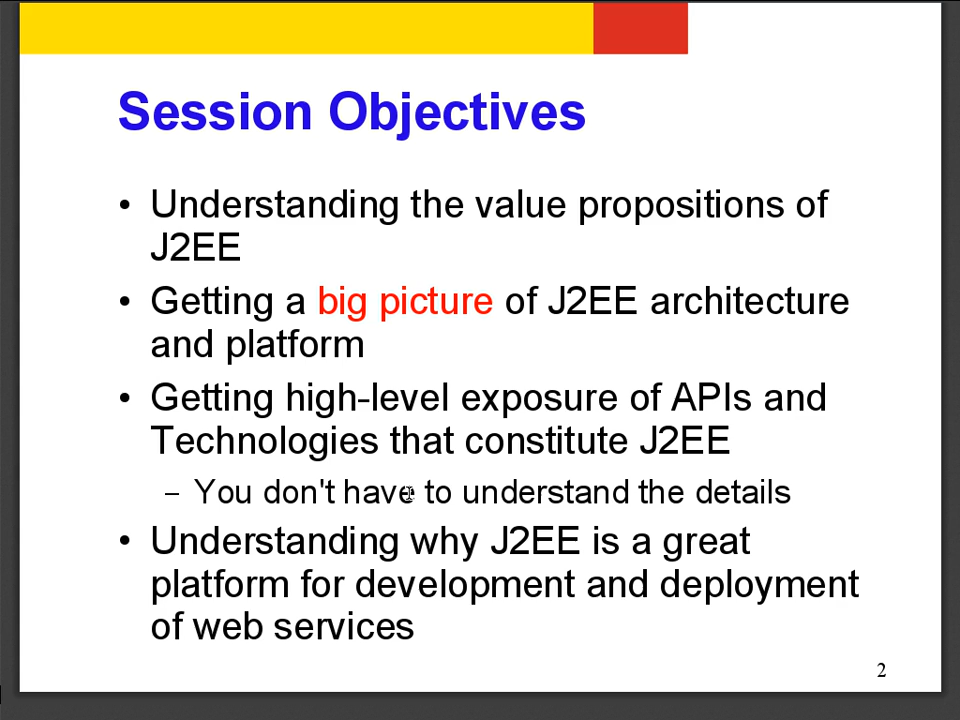 Session Objectives
• Understanding the value propositions of
J2EE
• Getting a big picture of J2EE architecture
and platform
• Getting high-level exposure of APIs and
Technologies that constitute J2EE
– You don't have to understand the details
• Understanding why J2EE is a great
platform for development and deployment
of web services
2